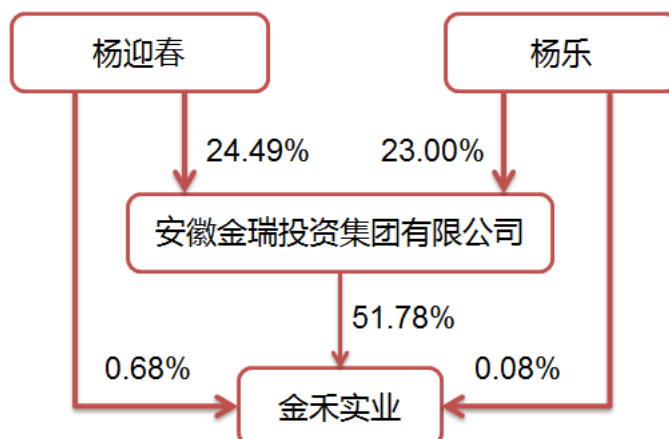 杨迎春
杨乐
24.49%
23.00%
安徽金瑞投资集团有限公司
51.78%
0.68%
0.08%
金禾实业